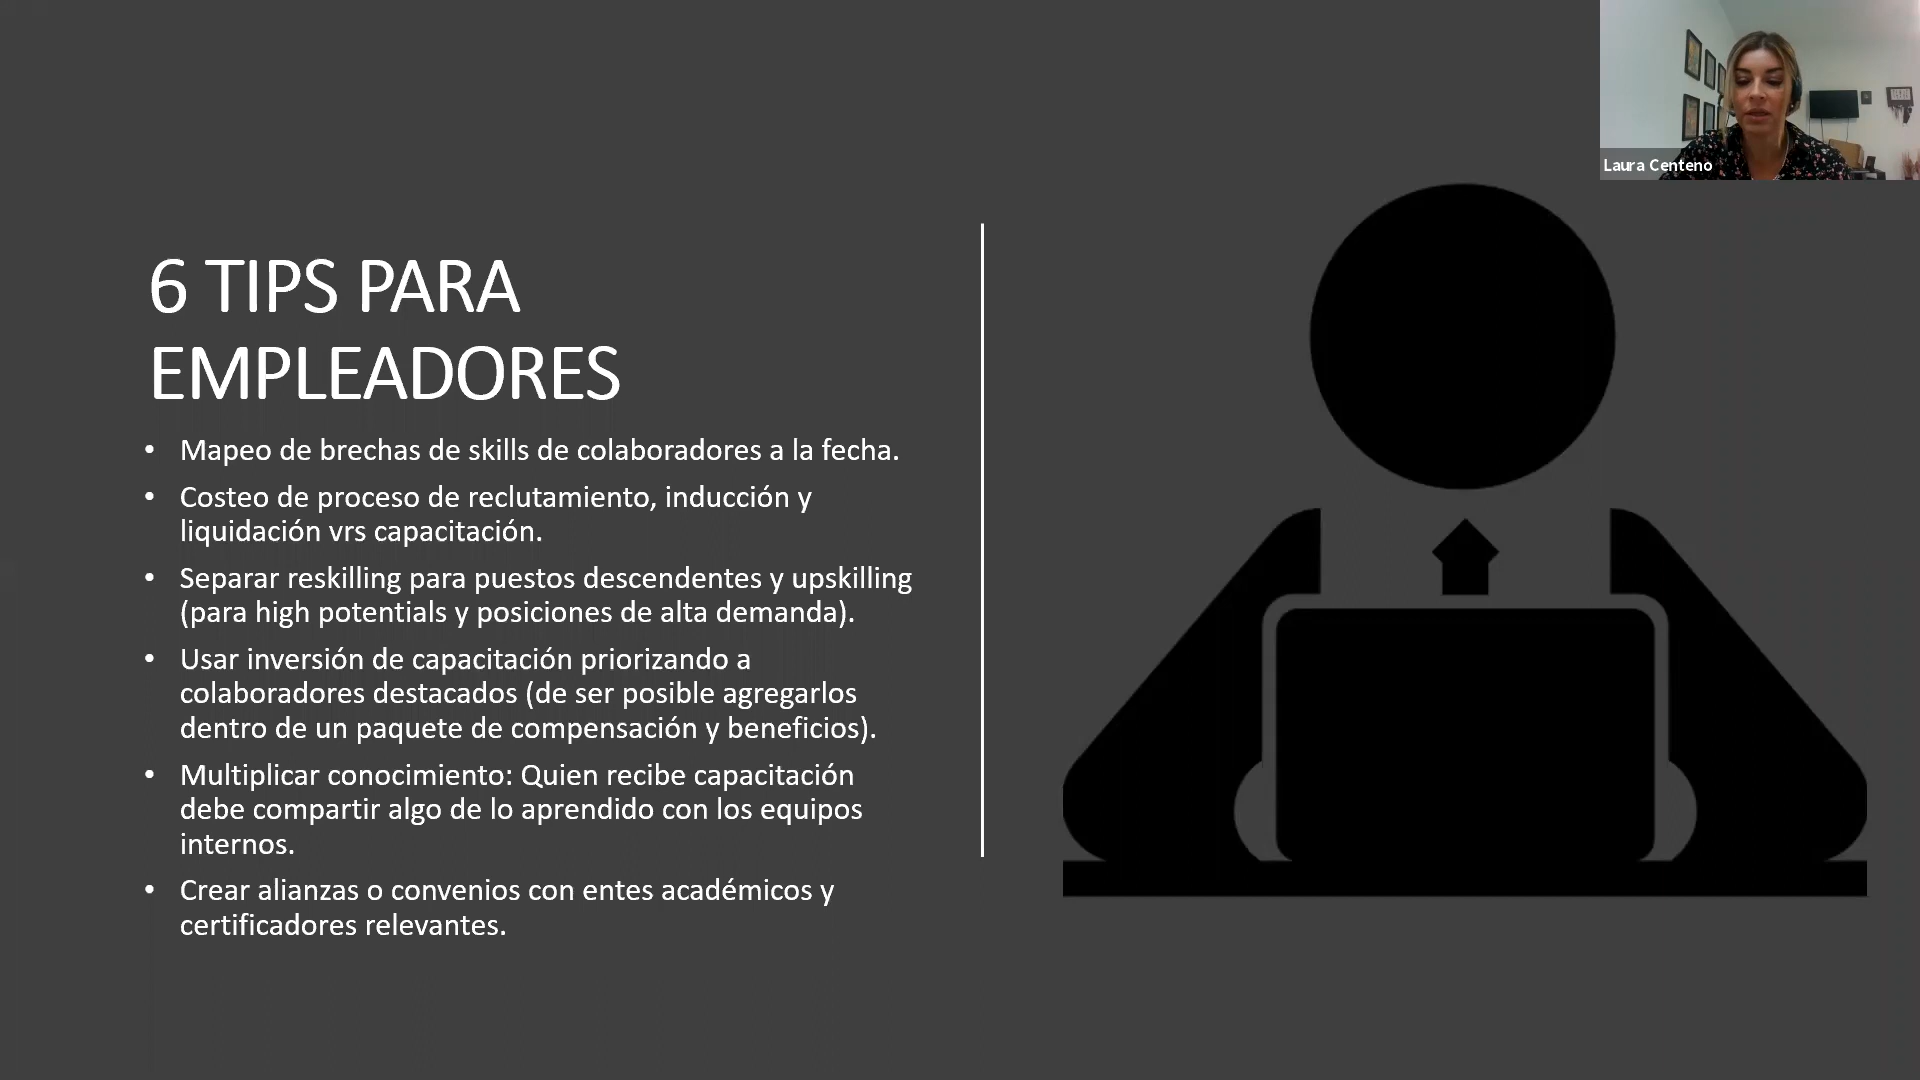 Laura Centeno
6 TIPS PARA
EMPLEADORES
• Mapeo de brechas de skills de colaboradores a la fecha.
• Costeo de proceso de reclutamiento, inducción y
liquidación vrs capacitación.
• Separar reskilling para puestos descendentes y upskilling
(para high potentials y posiciones de alta demanda).
• Usar inversión de capacitación priorizando a
colaboradores destacados (de ser posible agregarlos
dentro de un paquete de compensación y beneficios).
• Multiplicar conocimiento: Quien recibe capacitación
debe compartir algo de lo aprendido con los equipos
internos.
• Crear alianzas o convenios con entes académicos y
certificadores relevantes.